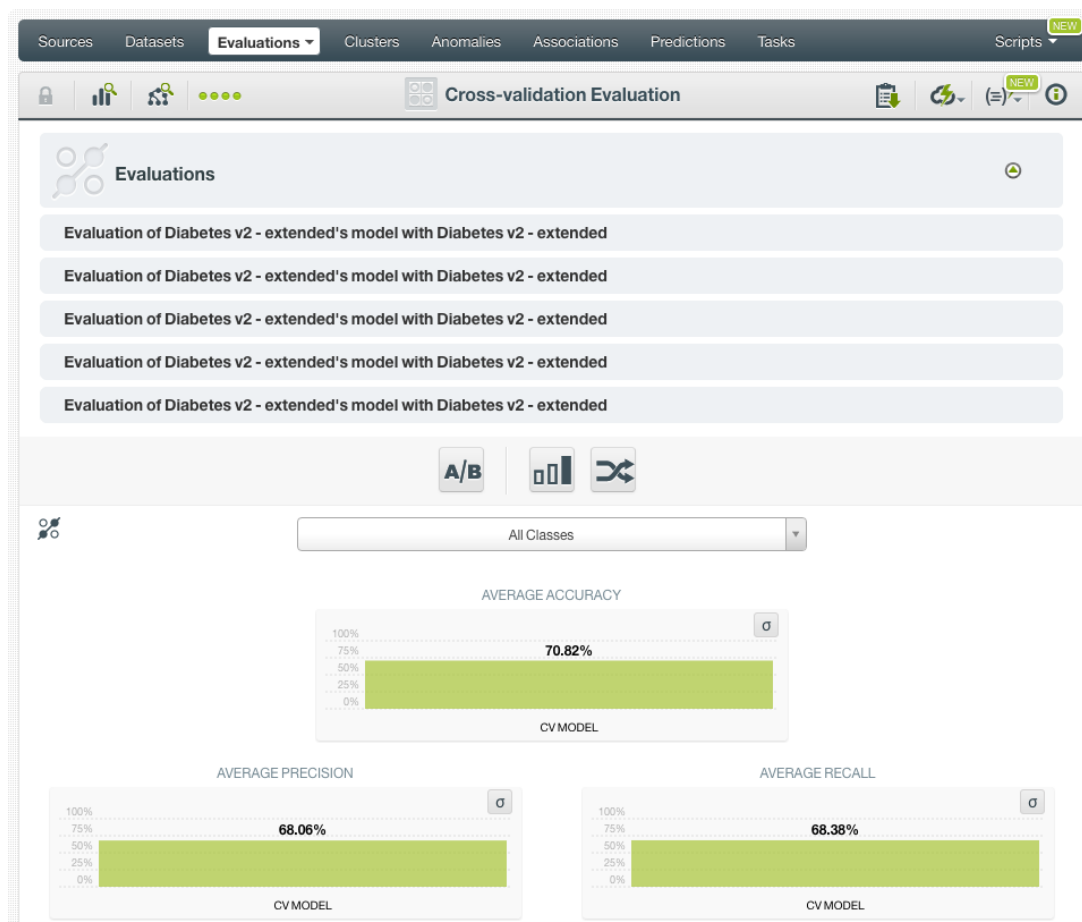 Sources Datasets Evaluations Clusters Anomalies Associations Predictions Tasks Scripts NEW
Cross-validation Evaluation (=) NEW
Evaluations
Evaluation of Diabetes v2 - extended's model with Diabetes v2 - extended
Evaluation of Diabetes v2 - extended's model with Diabetes v2 - extended
Evaluation of Diabetes v2 - extended's model with Diabetes v2 - extended
Evaluation of Diabetes v2 - extended's model with Diabetes v2 - extended
Evaluation of Diabetes v2 - extended's model with Diabetes v2 - extended
A/B
All Classes
AVERAGE ACCURACY
σ
100%
75%
70.82%
50%
25%
0%
CV MODEL
AVERAGE PRECISION
σ
100%
75%
68.06%
50%
25%
0%
CV MODEL
AVERAGE RECALL
σ
100%
75%
68.38%
50%
25%
0%
CV MODEL